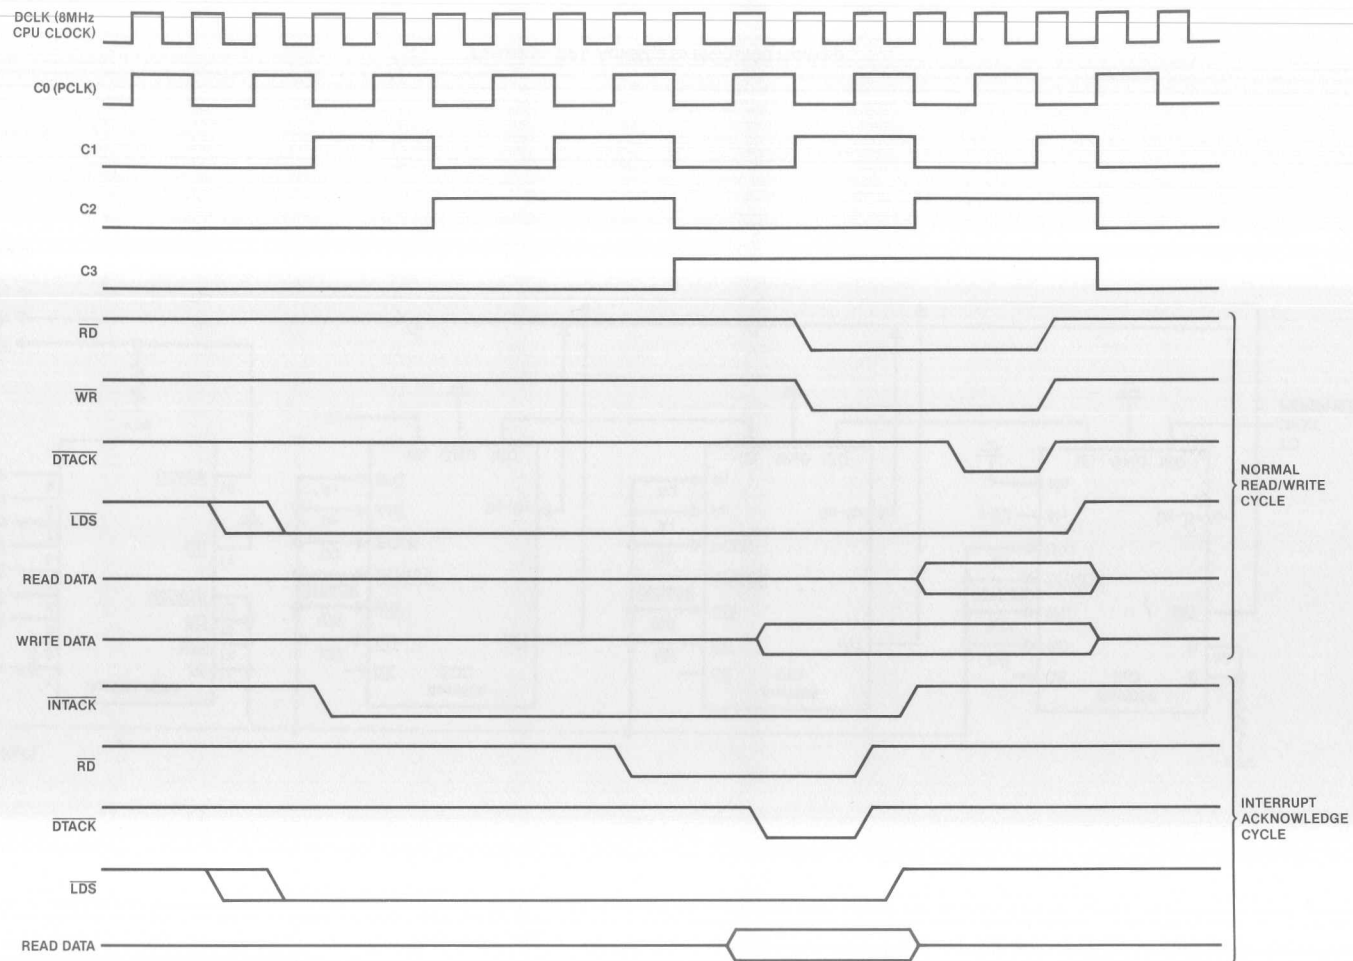 DCLK (8MHz
CPU CLOCK)
C0 (PCLK)
C1
C2
C3
RD
WR
DTACK
LDS
READ DATA
WRITE DATA
NORMAL
READ/WRITE
CYCLE
INTACK
RD
DTACK
LDS
READ DATA
INTERRUPT
ACKNOWLEDGE
CYCLE